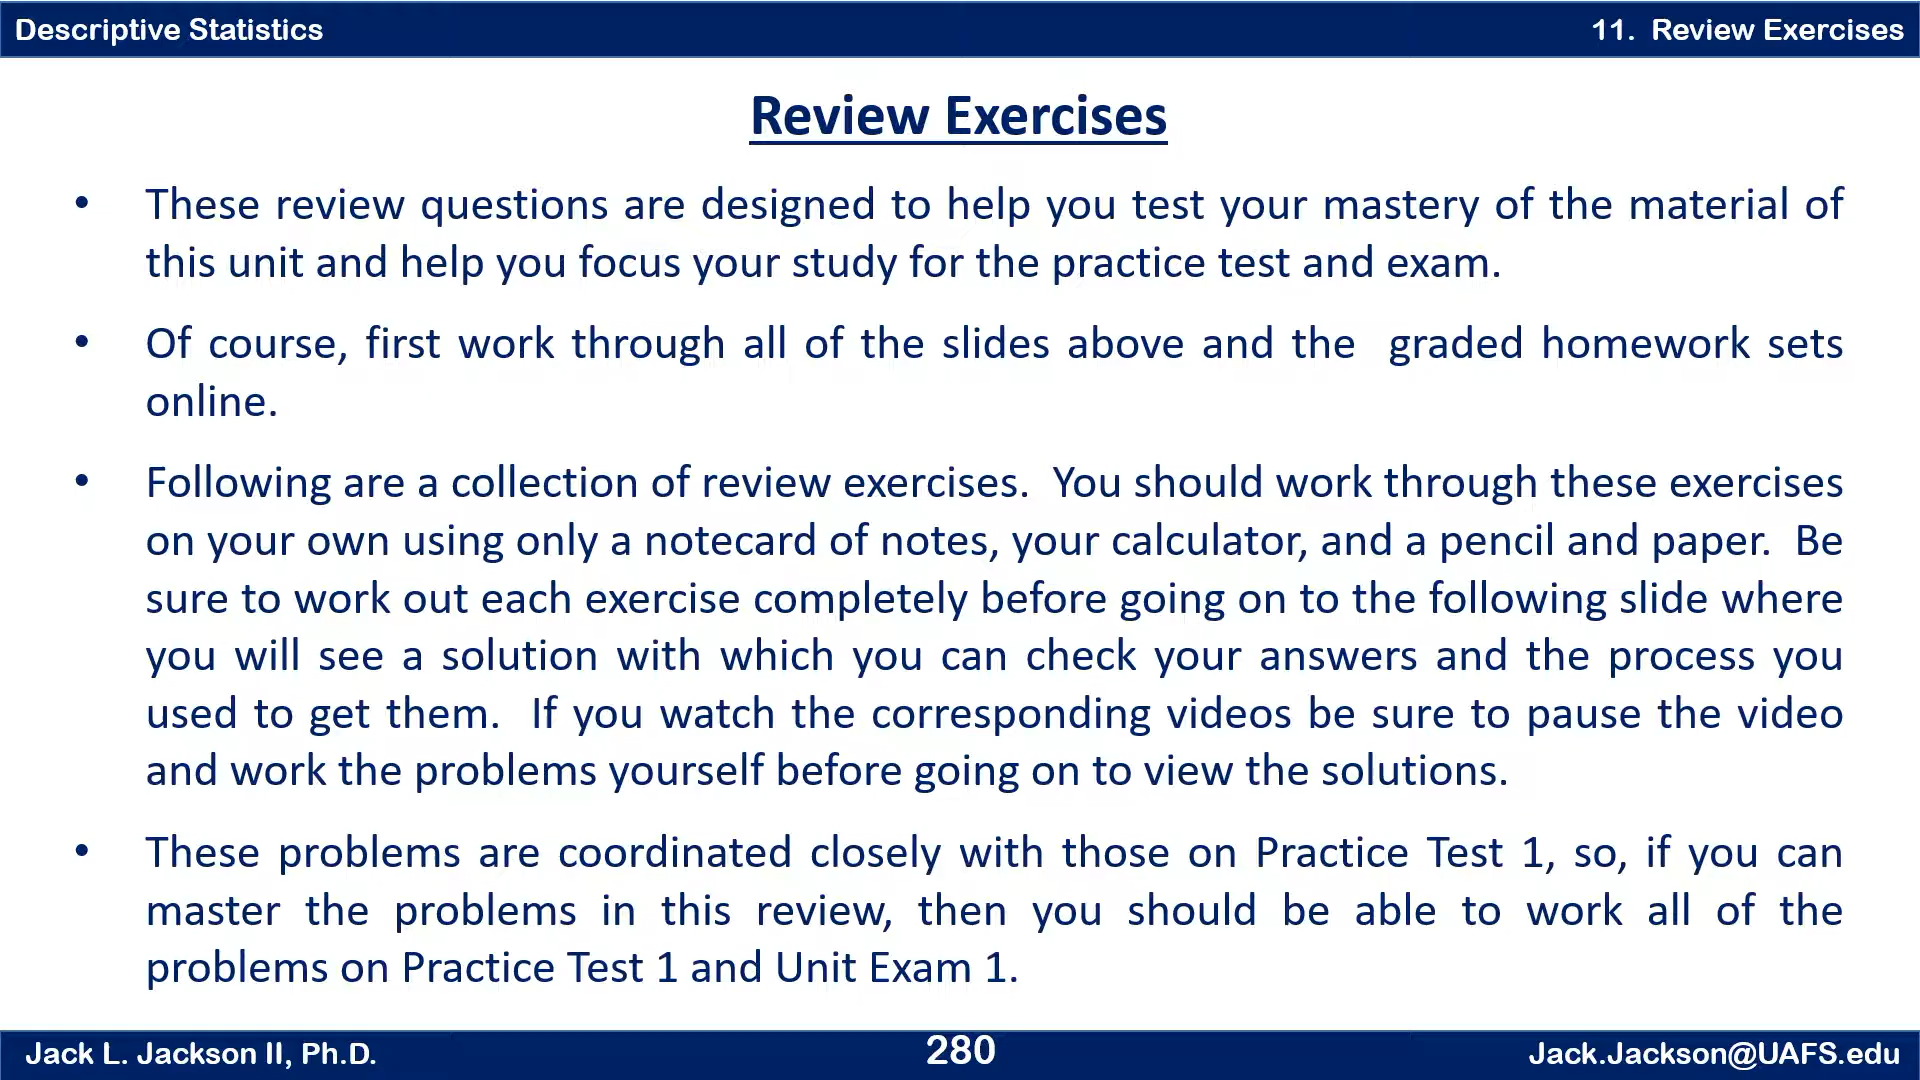 Descriptive Statistics
11. Review Exercises
Review Exercises
• These review questions are designed to help you test your mastery of the material of
this unit and help you focus your study for the practice test and exam.
• Of course, first work through all of the slides above and the graded homework sets
online.
• Following are a collection of review exercises. You should work through these exercises
on your own using only a notecard of notes, your calculator, and a pencil and paper. Be
sure to work out each exercise completely before going on to the following slide where
you will see a solution with which you can check your answers and the process you
used to get them. If you watch the corresponding videos be sure to pause the video
and work the problems yourself before going on to view the solutions.
• These problems are coordinated closely with those on Practice Test 1, so, if you can
master the problems in this review, then you should be able to work all of the
problems on Practice Test 1 and Unit Exam 1.
Jack L. Jackson II, Ph.D.
280
Jack.Jackson@UAFS.edu